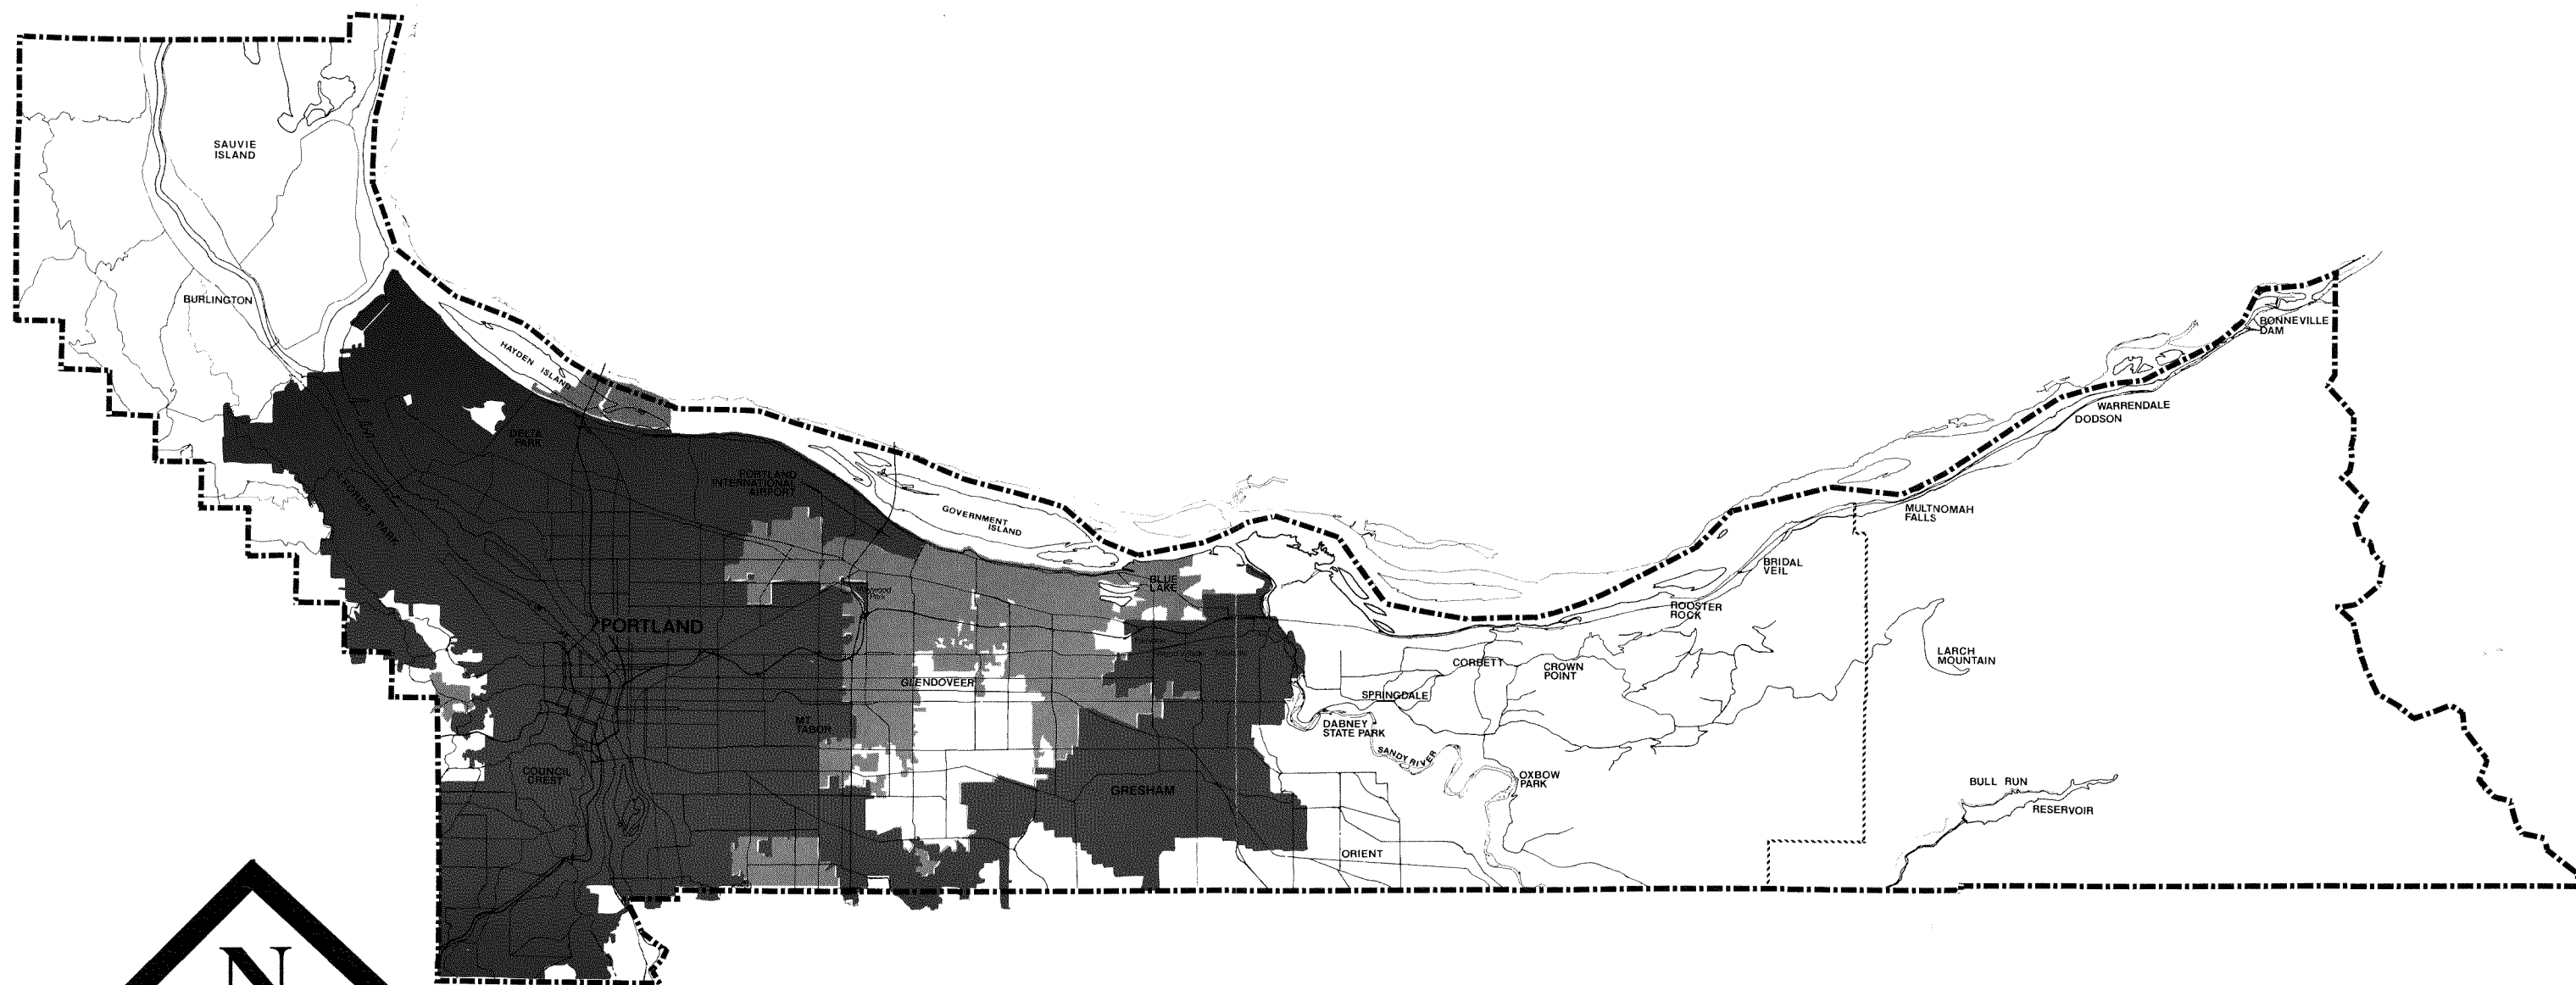 SAUVIE
ISLAND
BURLINGTON
HAYDEN ISLAND
BONNEVILLE
DAM
WARRENDALE
DODSON
DELTA
PARK
PORTLAND
INTERNATIONAL
AIRPORT
FOREST PARK
GOVERNMENT
ISLAND
MULTNOMAH
FALLS
BRIDAL
VEIL
BLUE
LAKE
ROOSTER
ROCK
PORTLAND
LARCH
MOUNTAIN
CORBETT
CROWN
POINT
GLENDOVEER
SPRINGDALE
MT
TABOR
DABNEY
STATE PARK
SANDY RIVER
COUNCIL
CREST
OXBOW
PARK
GRESHAM
BULL RUN
RESERVOIR
ORIENT
N